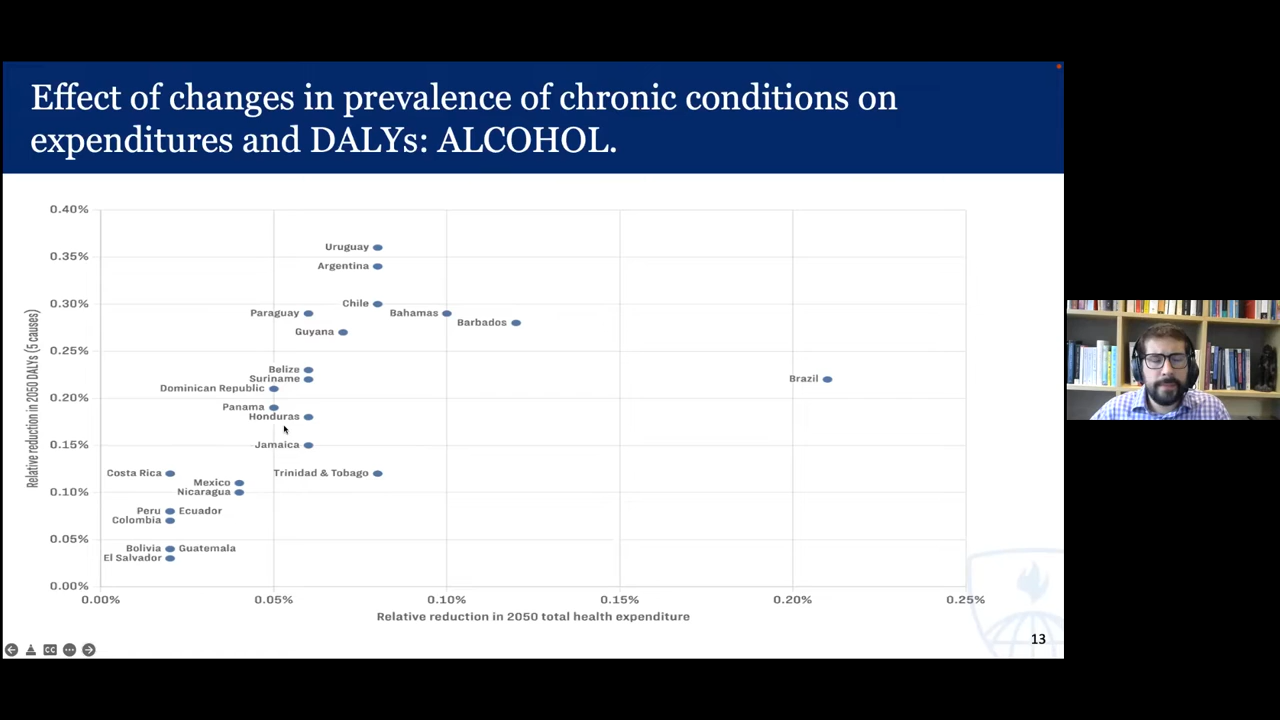 Effect of changes in prevalence of chronic conditions on
expenditures and DALYs: ALCOHOL.
Relative reduction in 2050 DALYs (5 causes)
0.40%
Uruguay
0.35%
Argentina
0.30%
Chile
Paraguay
Bahamas
Barbados
Guyana
0.25%
Belize
Suriname
Brazil
Dominican Republic
0.20%
Panama
Honduras
0.15%
Jamaica
Costa Rica
Trinidad & Tobago
Mexico
0.10%
Nicaragua
Peru
Ecuador
Colombia
0.05%
Bolivia
Guatemala
El Salvador
0.00%
0.00%
0.05%
0.10%
0.15%
0.20%
0.25%
Relative reduction in 2050 total health expenditure
13
CC